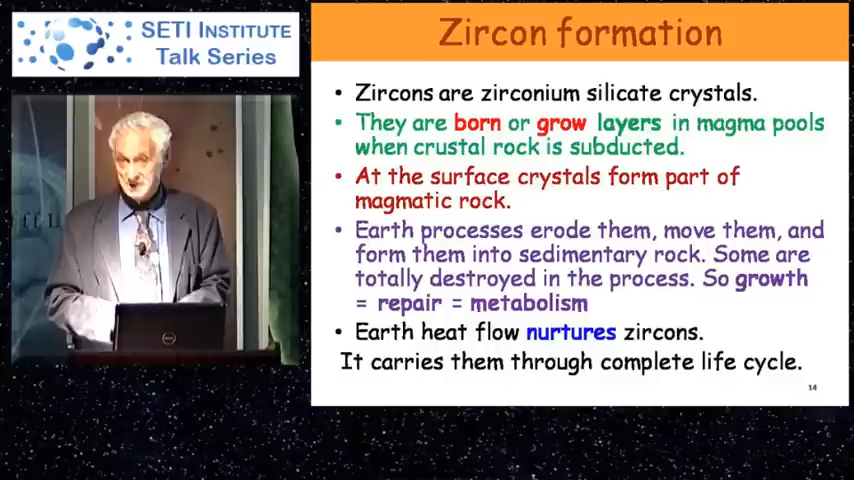 SETI INSTITUTE
Talk Series
Zircon formation
• Zircons are zirconium silicate crystals.
• They are born or grow layers in magma pools
when crustal rock is subducted.
• At the surface crystals form part of
magmatic rock.
• Earth processes erode them, move them, and
form them into sedimentary rock. Some are
totally destroyed in the process. So growth
= repair = metabolism
• Earth heat flow nurtures zircons.
It carries them through complete life cycle.
14